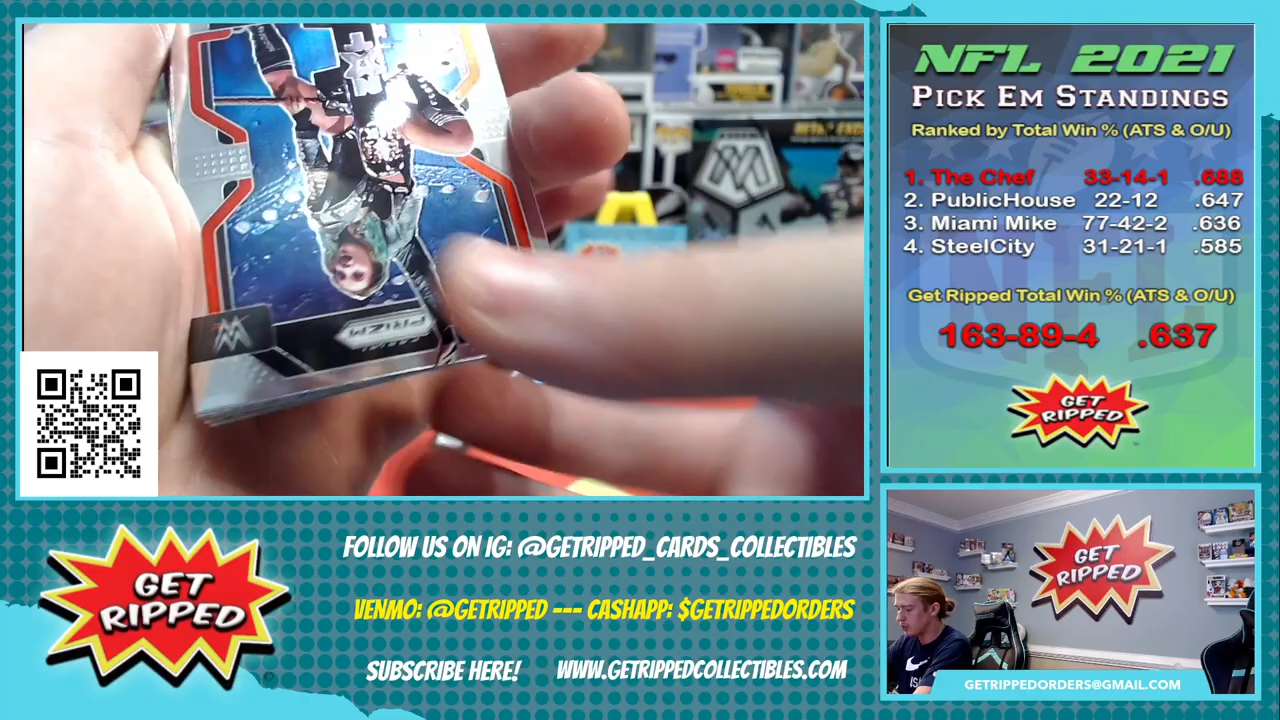 PRIZM
NFL 2021
PICK EM STANDINGS
Ranked by Total Win % (ATS & O/U)
1. The Chef 33-14-1 .688
2. PublicHouse 22-12 .647
3. Miami Mike 77-42-2 .636
4. SteelCity 31-21-1 .585
Get Ripped Total Win % (ATS & O/U)
163-89-4 .637
GET
RIPPED
GET
RIPPED
FOLLOW US ON IG: @GETRIPPED_CARDS_COLLECTIBLES
VENMO: @GETRIPPED --- CASHAPP: $GETRIPPEDORDERS
SUBSCRIBE HERE! WWW.GETRIPPEDCOLLECTIBLES.COM
GET
RIPPED
GETRIPPEDORDERS@GMAIL.COM